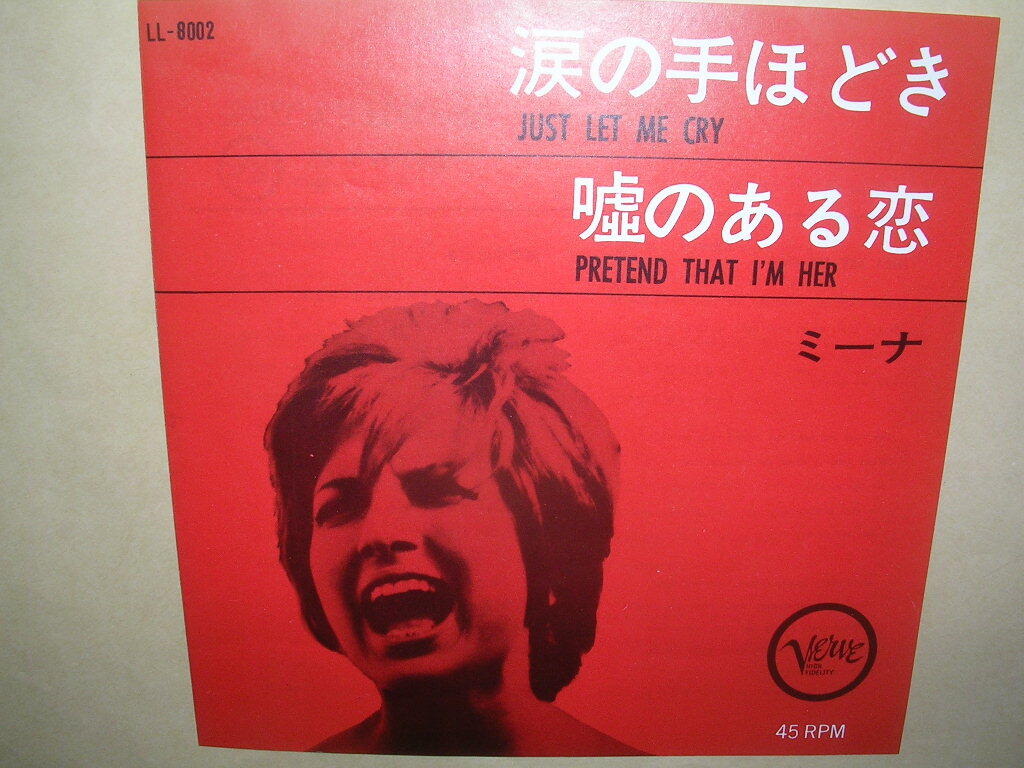 LL-8002
涙の手ほどき
JUST LET ME CRY
嘘のある恋
PRETEND THAT I'M HER
ミーナ
Verve
HIGH
FIDELITY
45 RPM